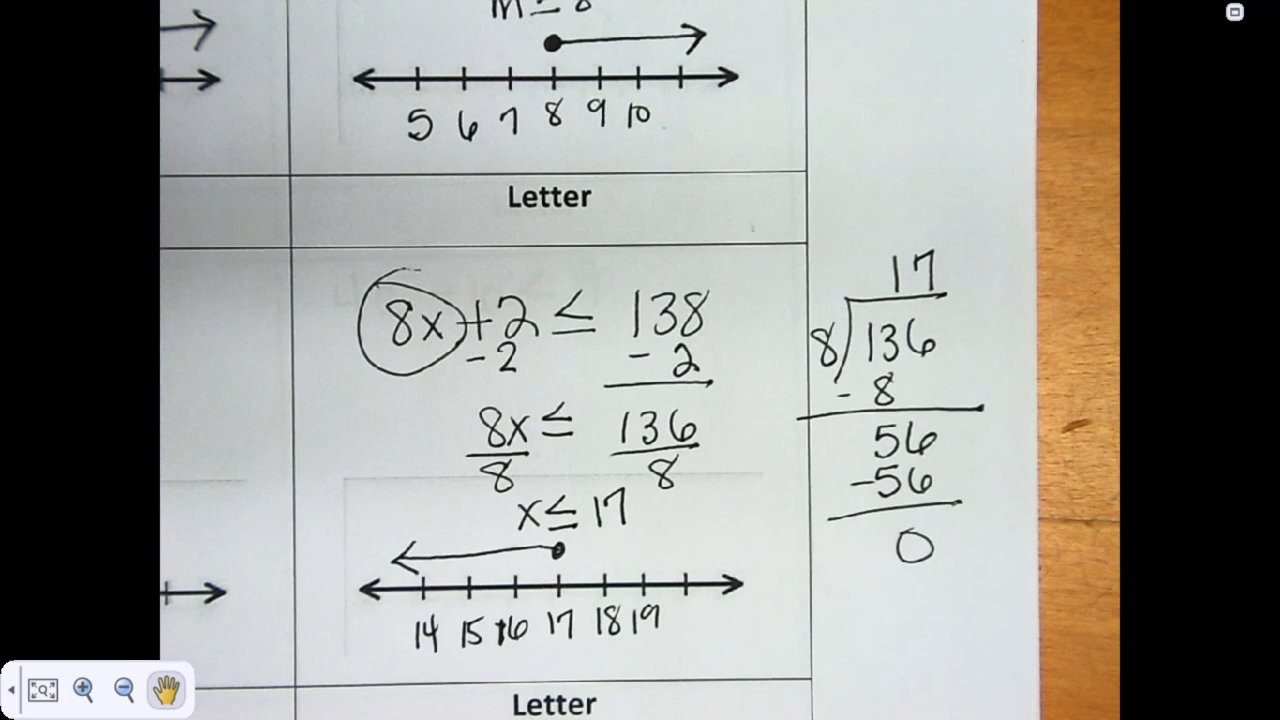 5 6 7 8 9 10
Letter
8x+2 ≤ 138
-2 - 2
8x ≤ 136
8 8
x ≤ 17
14 15 16 17 18 19
Letter
17
8 136
- 8
56
-56
0